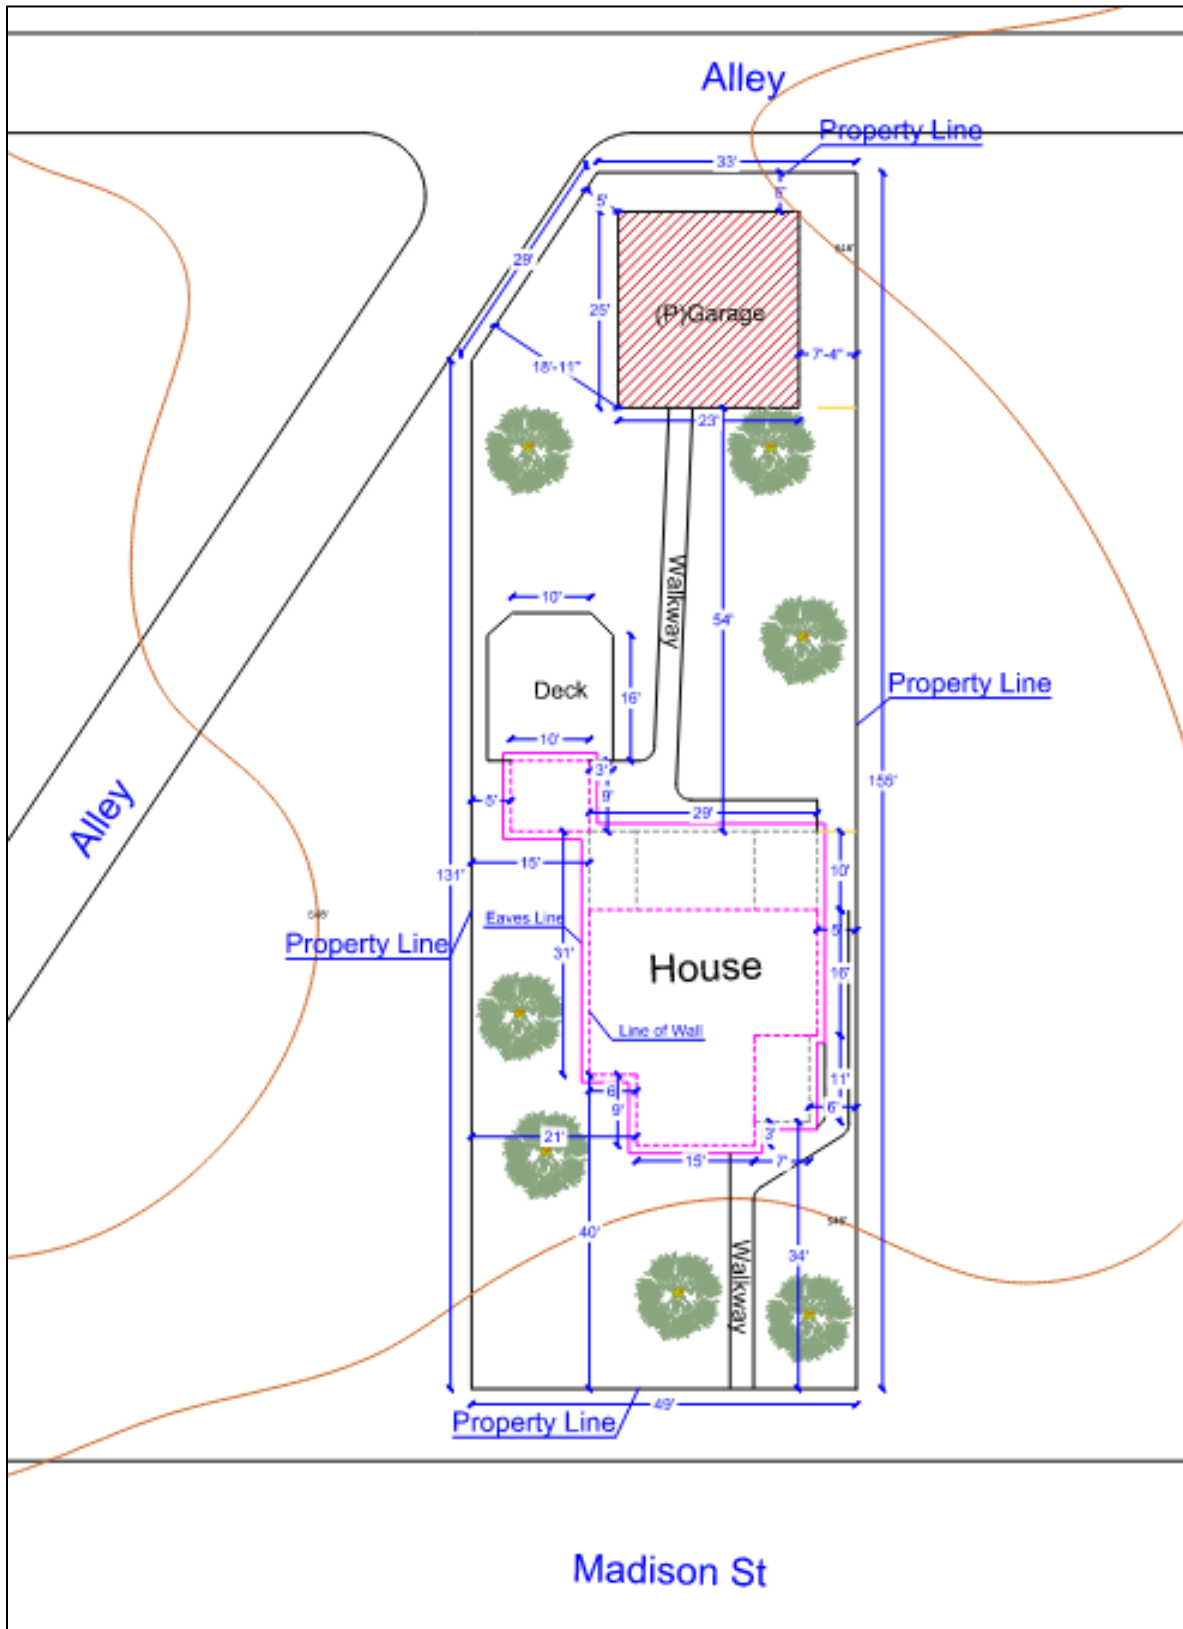 Alley
Property Line
33'
5'
5'
29'
25'
(P)Garage
7'-4"
18'-11"
23'
Walkway
54'
10'
Deck
16'
Property Line
10'
3'
9'
5'
29'
155'
15'
10'
131'
Alley
Eaves Line
5'
Property Line
31'
House
16'
Line of Wall
11'
6'
9'
6'
21'
3'
15'
7'
40'
34'
Walkway
49'
Property Line
Madison St